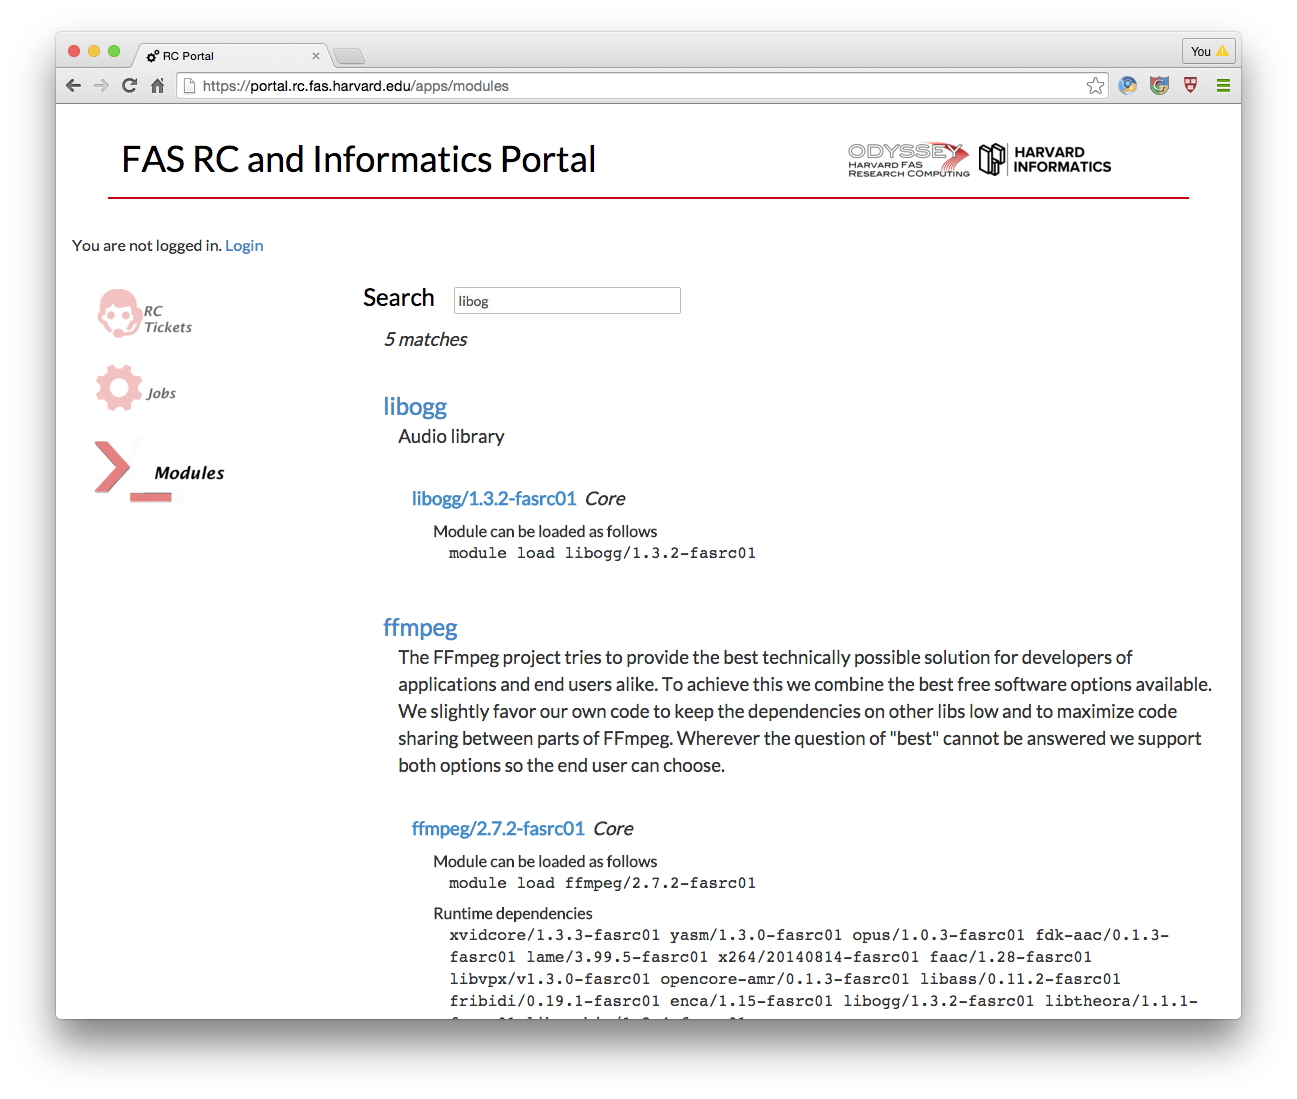 RC Portal
You
https://portal.rc.fas.harvard.edu/apps/modules
FAS RC and Informatics Portal
ODYSSEY
HARVARD FAS
RESEARCH COMPUTING
HARVARD
INFORMATICS
You are not logged in. Login
RC
Tickets
Jobs
Modules
Search libog
5 matches
libogg
Audio library
libogg/1.3.2-fasrc01 Core
Module can be loaded as follows
module load libogg/1.3.2-fasrc01
ffmpeg
The FFmpeg project tries to provide the best technically possible solution for developers of
applications and end users alike. To achieve this we combine the best free software options available.
We slightly favor our own code to keep the dependencies on other libs low and to maximize code
sharing between parts of FFmpeg. Wherever the question of "best" cannot be answered we support
both options so the end user can choose.
ffmpeg/2.7.2-fasrc01 Core
Module can be loaded as follows
module load ffmpeg/2.7.2-fasrc01
Runtime dependencies
xvidcore/1.3.3-fasrc01 yasm/1.3.0-fasrc01 opus/1.0.3-fasrc01 fdk-aac/0.1.3-
fasrc01 lame/3.99.5-fasrc01 x264/20140814-fasrc01 faac/1.28-fasrc01
libvpx/v1.3.0-fasrc01 opencore-amr/0.1.3-fasrc01 libass/0.11.2-fasrc01
fribidi/0.19.1-fasrc01 enca/1.15-fasrc01 libogg/1.3.2-fasrc01 libtheora/1.1.1-